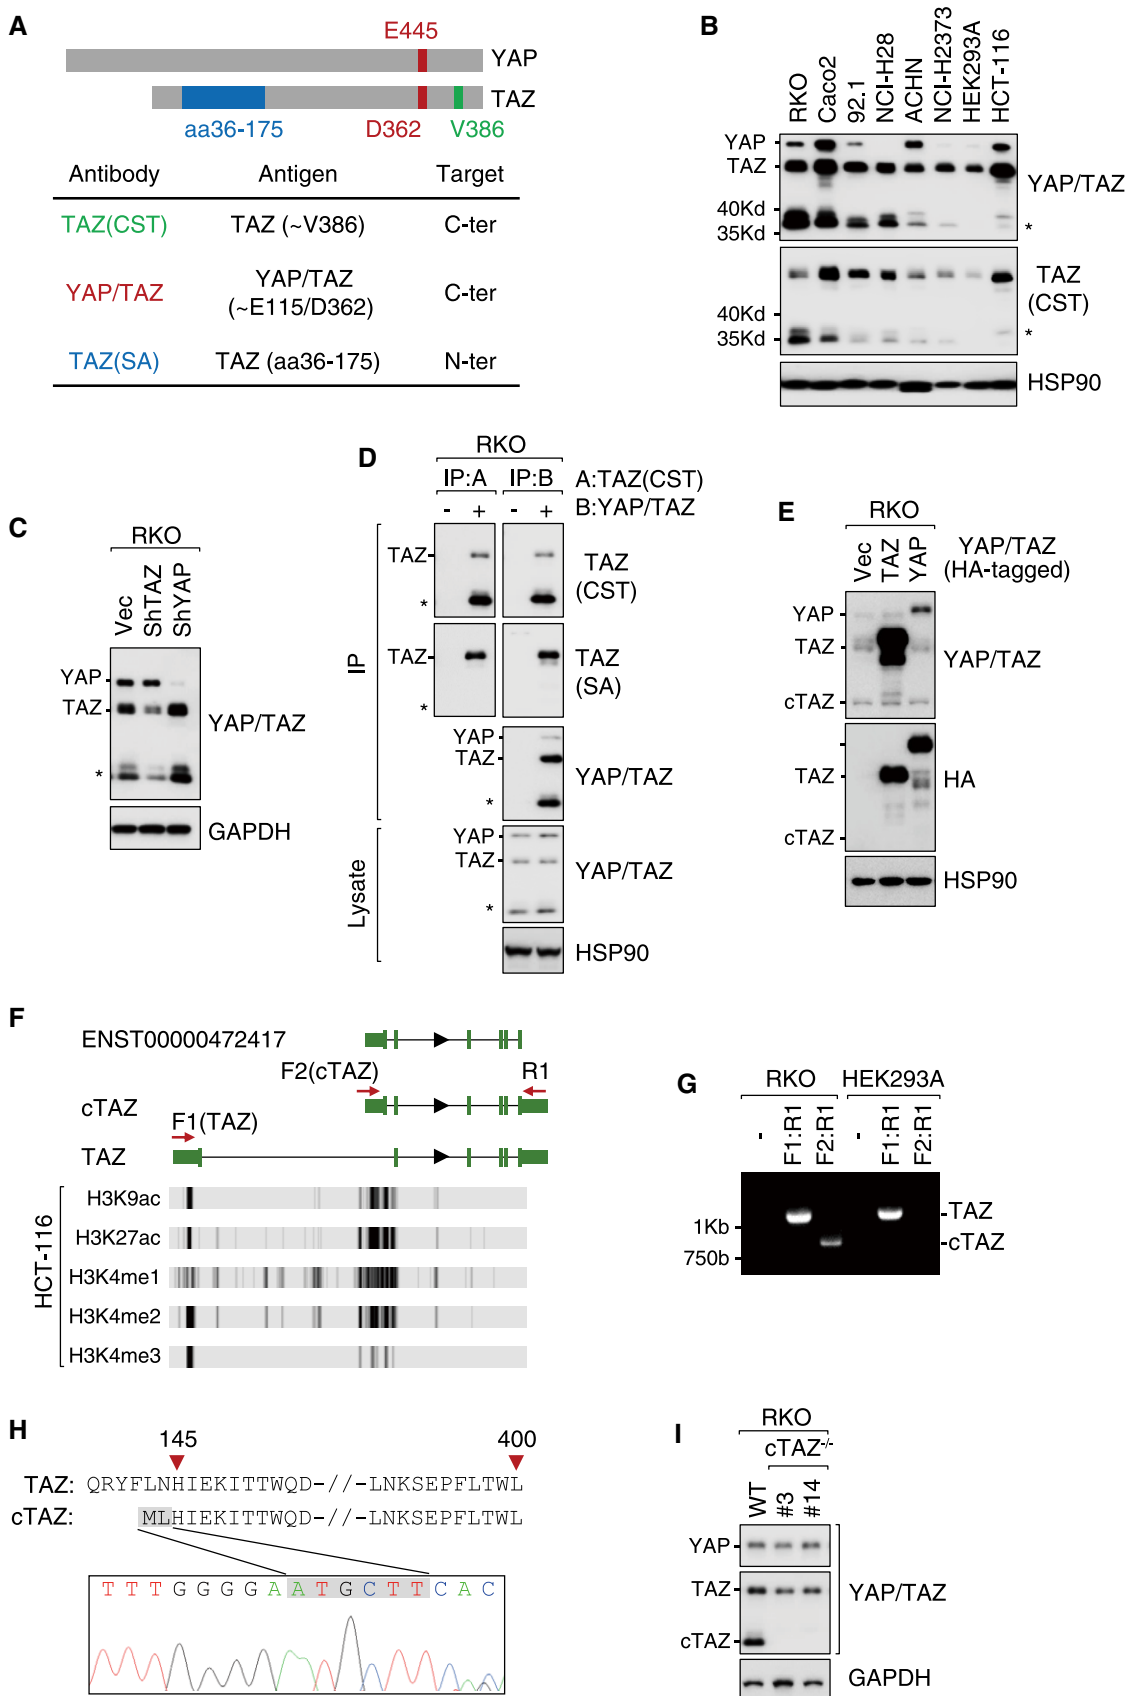 A
E445
YAP
TAZ
aa36-175
D362
V386
Antibody Antigen Target
TAZ(CST) TAZ (~V386) C-ter
YAP/TAZ YAP/TAZ (~E115/D362) C-ter
TAZ(SA) TAZ (aa36-175) N-ter
B
RKO
Caco2
92.1
NCI-H28
ACHN
NCI-H2373
HEK293A
HCT-116
YAP
TAZ
40Kd
35Kd
YAP/TAZ
*
40Kd
35Kd
TAZ
(CST)
*
HSP90
C
RKO
Vec
ShTAZ
ShYAP
YAP
TAZ
*
YAP/TAZ
GAPDH
D
RKO
IP:A IP:B
- + - +
A:TAZ(CST)
B:YAP/TAZ
IP
TAZ
*
TAZ
(CST)
TAZ
*
TAZ
(SA)
YAP
TAZ
*
YAP/TAZ
Lysate
YAP
TAZ
*
YAP/TAZ
HSP90
E
RKO
Vec
TAZ
YAP
YAP/TAZ
(HA-tagged)
YAP
TAZ
cTAZ
YAP/TAZ
TAZ
cTAZ
HA
HSP90
F
ENST00000472417
F2(cTAZ)
R1
cTAZ
F1(TAZ)
TAZ
HCT-116
H3K9ac
H3K27ac
H3K4me1
H3K4me2
H3K4me3
G
RKO HEK293A
-
F1:R1
F2:R1
-
F1:R1
F2:R1
1Kb
750b
TAZ
cTAZ
H
145 400
TAZ: QRYFLNHIEKITTWQD-//-LNKSEPFLTWL
cTAZ: MLHIEKITTWQD-//-LNKSEPFLTWL
T T T G G G G A A T G C T T C A C
I
RKO
cTAZ-/-
WT
#3
#14
YAP
TAZ
cTAZ
YAP/TAZ
GAPDH